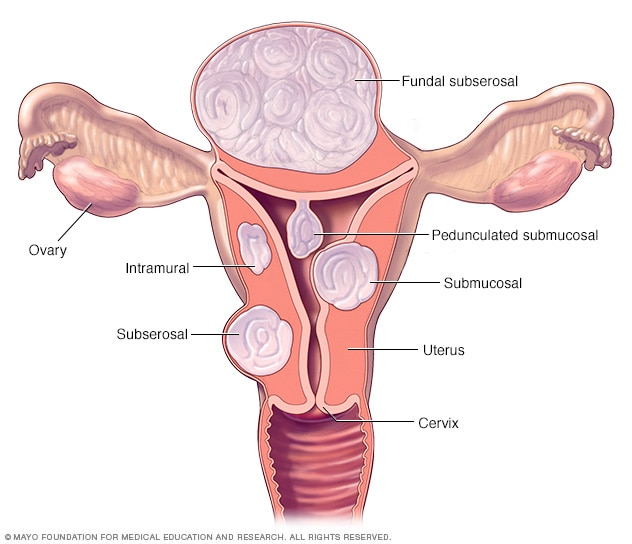 Fundal subserosal
Pedunculated submucosal
Ovary
Intramural
Submucosal
Subserosal
Uterus
Cervix
© MAYO FOUNDATION FOR MEDICAL EDUCATION AND RESEARCH. ALL RIGHTS RESERVED.